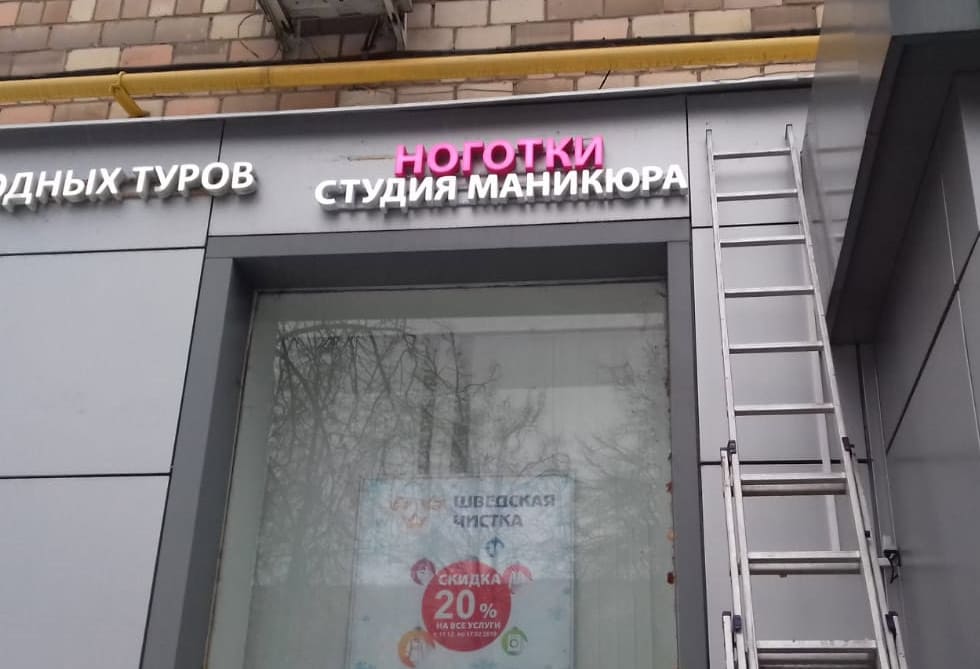 ОДНЫХ ТУРОВ
НОГОТКИ
СТУДИЯ МАНИКЮРА
ШВЕДСКАЯ
ЧИСТКА
СКИДКА
20%
НА ВСЕ УСЛУГИ